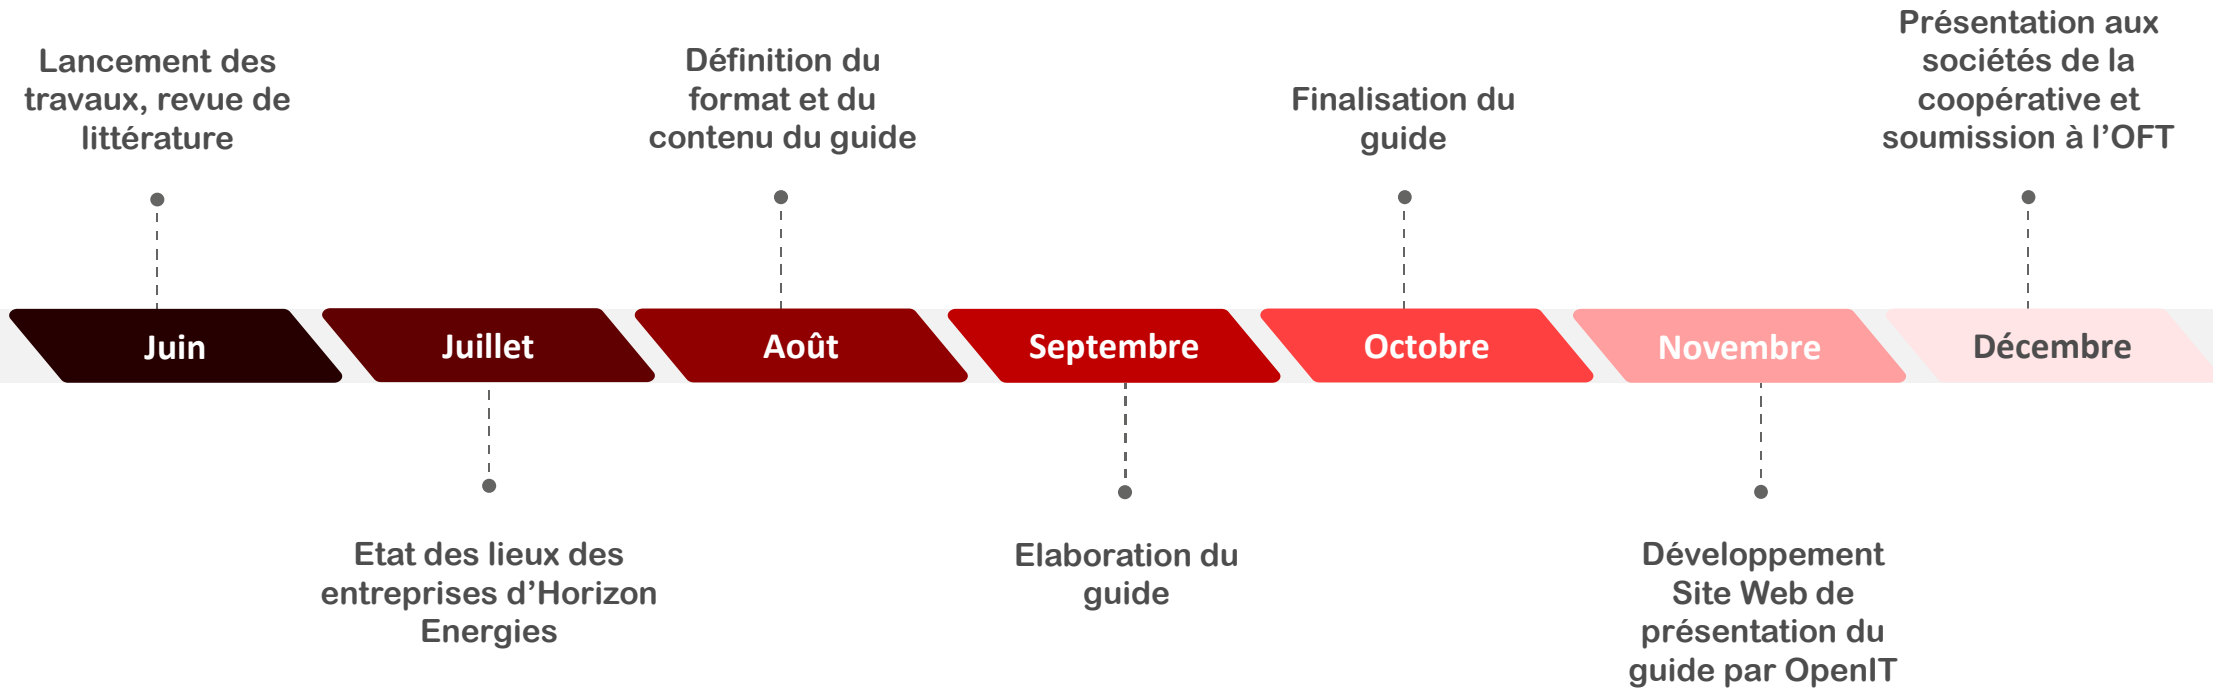 Lancement des
travaux, revue de
littérature
Définition du
format et du
contenu du guide
Finalisation du
guide
Présentation aux
sociétés de la
coopérative et
soumission à l'OFT
Juin
Juillet
Août
Septembre
Octobre
Novembre
Décembre
Etat des lieux des
entreprises d'Horizon
Energies
Elaboration du
guide
Développement
Site Web de
présentation du
guide par OpenIT